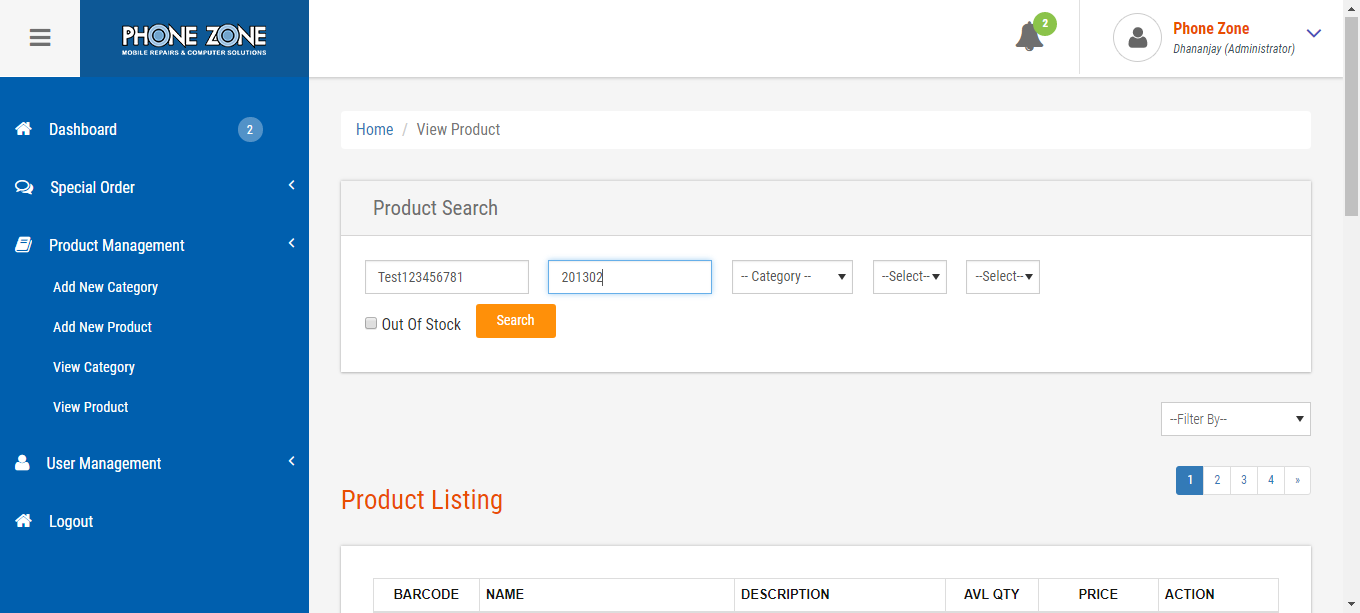 PHONE ZONE
MOBILE REPAIRS & COMPUTER SOLUTIONS
2
Phone Zone
Dhananjay (Administrator)
Dashboard
2
Special Order
Product Management
Add New Category
Add New Product
View Category
View Product
User Management
Logout
Home / View Product
Product Search
Test123456781
201302
-- Category --
--Select--
--Select--
Out Of Stock
Search
--Filter By--
1 2 3 4 »
Product Listing
BARCODE NAME DESCRIPTION AVL QTY PRICE ACTION